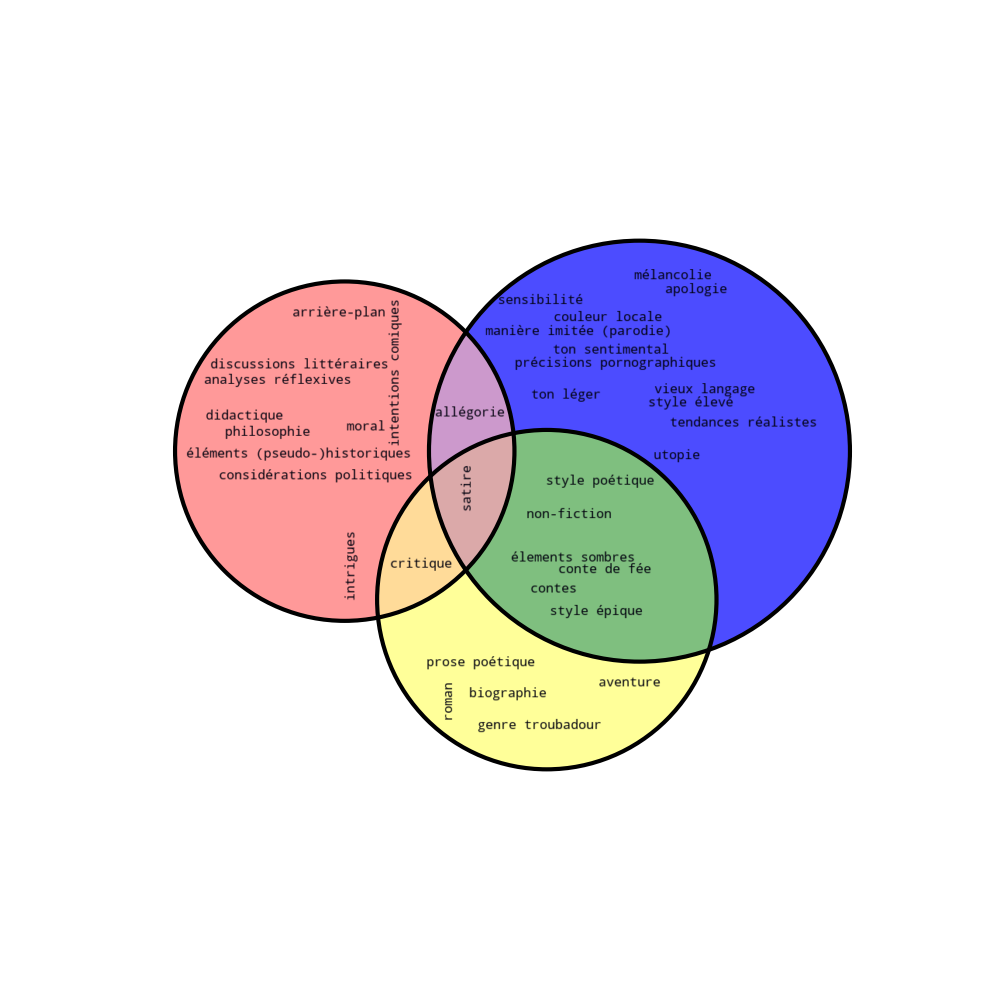 mélancolie
apologie
sensibilité
arrière-plan
intentions comiques
couleur locale
manière imitée (parodie)
ton sentimental
précisions pornographiques
discussions littéraires
analyses réflexives
ton léger
vieux langage
style élevé
allégorie
didactique
moral
philosophie
tendances réalistes
éléments (pseudo-)historiques
utopie
considérations politiques
satire
style poétique
non-fiction
intrigues
critique
élements sombres
conte de fée
contes
style épique
prose poétique
aventure
roman
biographie
genre troubadour